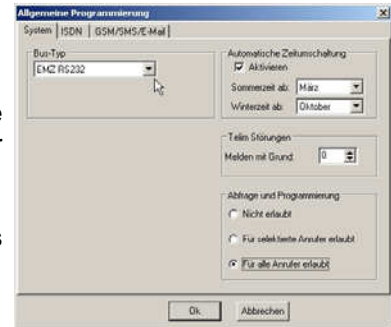 Allgemeine Programmierung
System ISDN GSM/SMS/E-Mail
Bus-Typ
EMZ RS232
Automatische Zeitumschaltung
Aktivieren
Sommerzeit ab: März
Winterzeit ab: Oktober
Telim Störungen
Melden mit Grund: 0
Abfrage und Programmierung
Nicht erlaubt
Für selektierte Anrufer erlaubt
Für alle Anrufer erlaubt
Ok Abbrechen
e
s